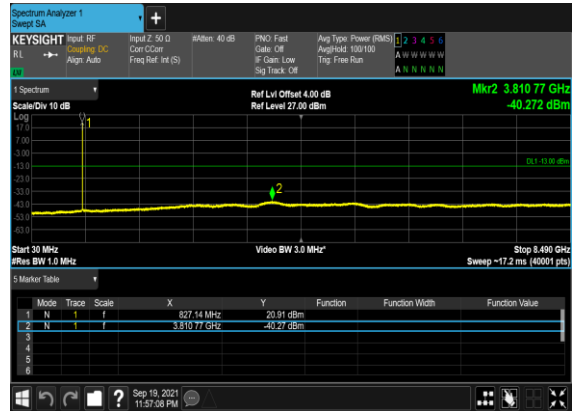 Spectrum Analyzer 1
Swept SA
+
KEYSIGHT Input: RF Input Z: 50 Ω #Atten: 40 dB PNO: Fast Avg Type: Power (RMS) 1 2 3 4 5 6
RL Coupling: DC Corr CCorr Gate: Off Avg|Hold: 100/100 A W W W W W
Align: Auto Freq Ref: Int (S) IF Gain: Low Trig: Free Run
Sig Track: Off A N N N N N
LW
1 Spectrum Ref Lvl Offset 4.00 dB Mkr2 3.810 77 GHz
Scale/Div 10 dB Ref Level 27.00 dBm -40.272 dBm
Log
17.0
7.00
-3.00
-13.0
-23.0
-33.0
-43.0
-53.0
-63.0
1
DL1 -13.00 dBm
2
Start 30 MHz Video BW 3.0 MHz* Stop 8.490 GHz
#Res BW 1.0 MHz Sweep ~17.2 ms (40001 pts)
5 Marker Table
Mode Trace Scale X Y Function Function Width Function Value
1 N 1 f 827.14 MHz 20.91 dBm
2 N 1 f 3.810 77 GHz -40.27 dBm
3
4
5
6
? Sep 19, 2021
11:57:08 PM